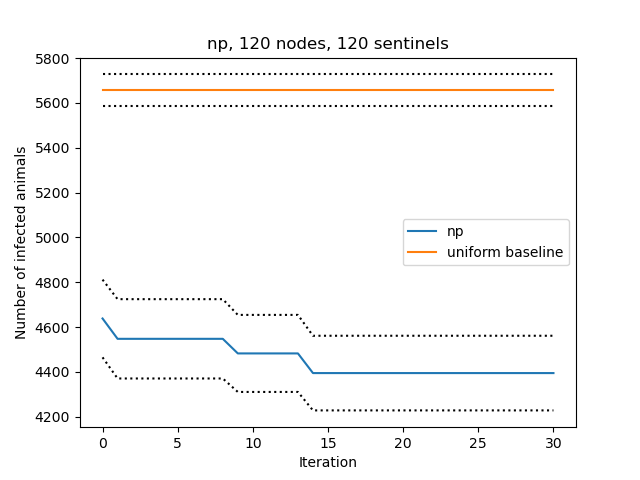 np, 120 nodes, 120 sentinels
5800
5600
5400
5200
5000
4800
4600
4400
4200
Number of infected animals
np
uniform baseline
0 5 10 15 20 25 30
Iteration